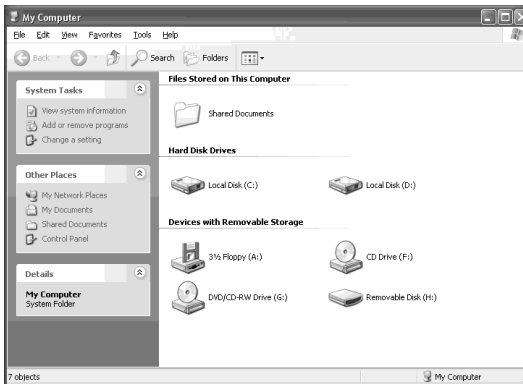 My Computer
File Edit View Favorites Tools Help
Back Search Folders
System Tasks
View system information
Add or remove programs
Change a setting
Other Places
My Network Places
My Documents
Shared Documents
Control Panel
Details
My Computer
System Folder
Files Stored on This Computer
Shared Documents
Hard Disk Drives
Local Disk (C:) Local Disk (D:)
Devices with Removable Storage
3½ Floppy (A:) CD Drive (F:)
DVD/CD-RW Drive (G:) Removable Disk (H:)
7 objects My Computer